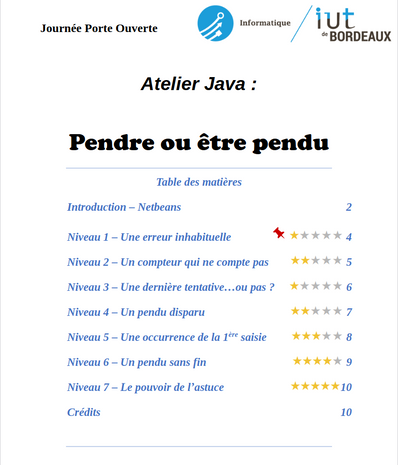 Journée Porte Ouverte
Informatique
iut
de BORDEAUX
Atelier Java :
Pendre ou être pendu
Table des matières
Introduction – Netbeans 2
Niveau 1 – Une erreur inhabituelle 4
Niveau 2 – Un compteur qui ne compte pas 5
Niveau 3 – Une dernière tentative…ou pas ? 6
Niveau 4 – Un pendu disparu 7
Niveau 5 – Une occurrence de la 1ère saisie 8
Niveau 6 – Un pendu sans fin 9
Niveau 7 – Le pouvoir de l’astuce 10
Crédits 10